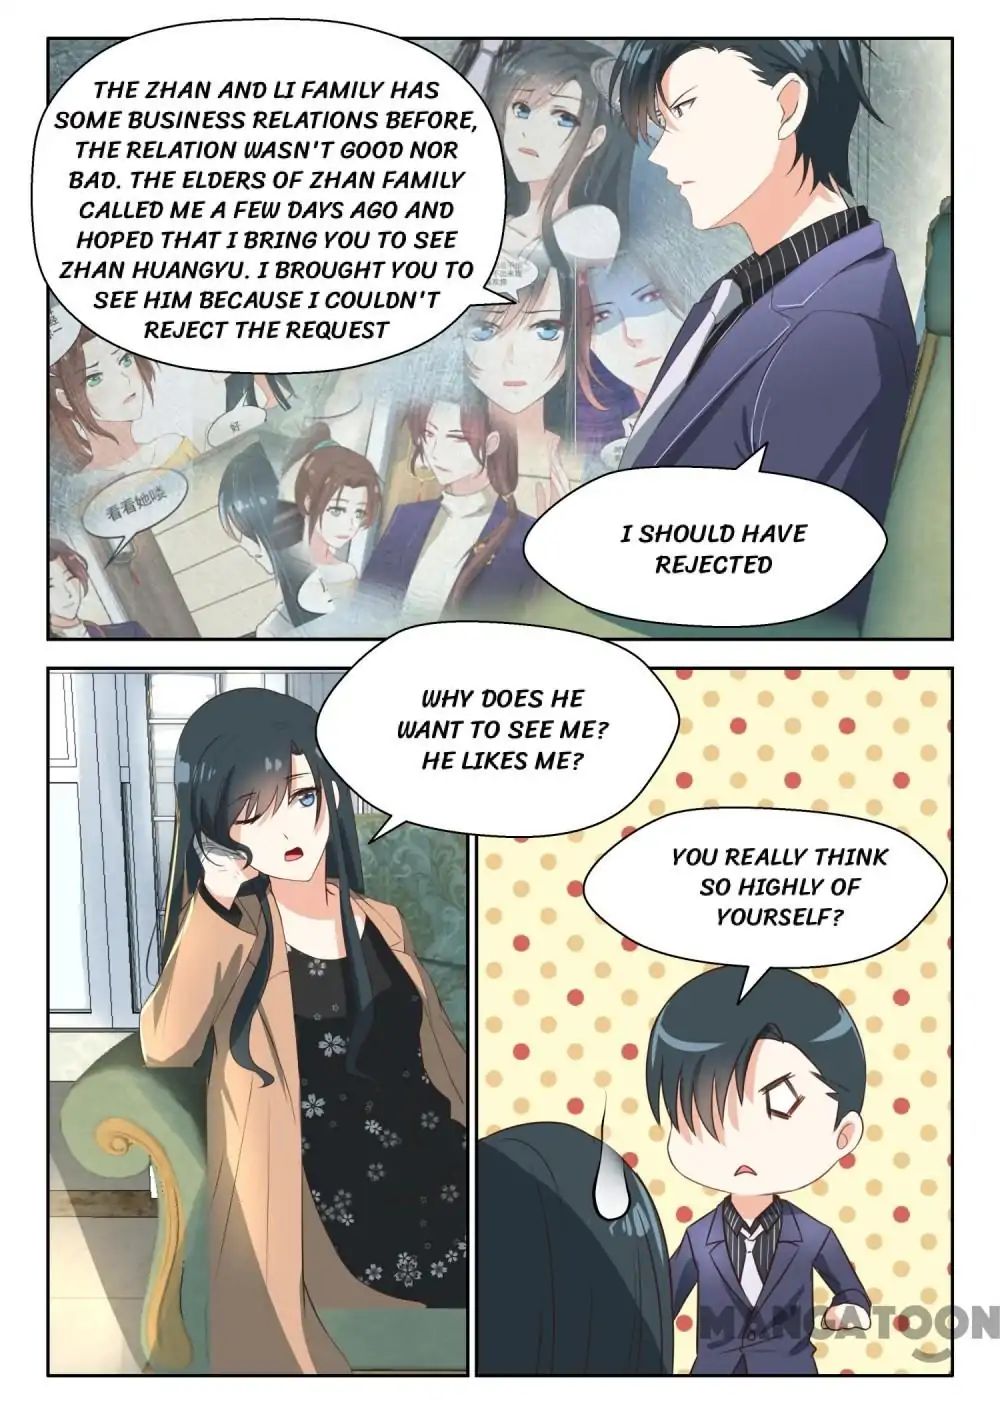 THE ZHAN AND LI FAMILY HAS
SOME BUSINESS RELATIONS BEFORE,
THE RELATION WASN'T GOOD NOR
BAD. THE ELDERS OF ZHAN FAMILY
CALLED ME A FEW DAYS AGO AND
HOPED THAT I BRING YOU TO SEE
ZHAN HUANGYU. I BROUGHT YOU TO
SEE HIM BECAUSE I COULDN'T
REJECT THE REQUEST
好
看看她喽
I SHOULD HAVE
REJECTED
WHY DOES HE
WANT TO SEE ME?
HE LIKES ME?
YOU REALLY THINK
SO HIGHLY OF
YOURSELF?
MANGATOON